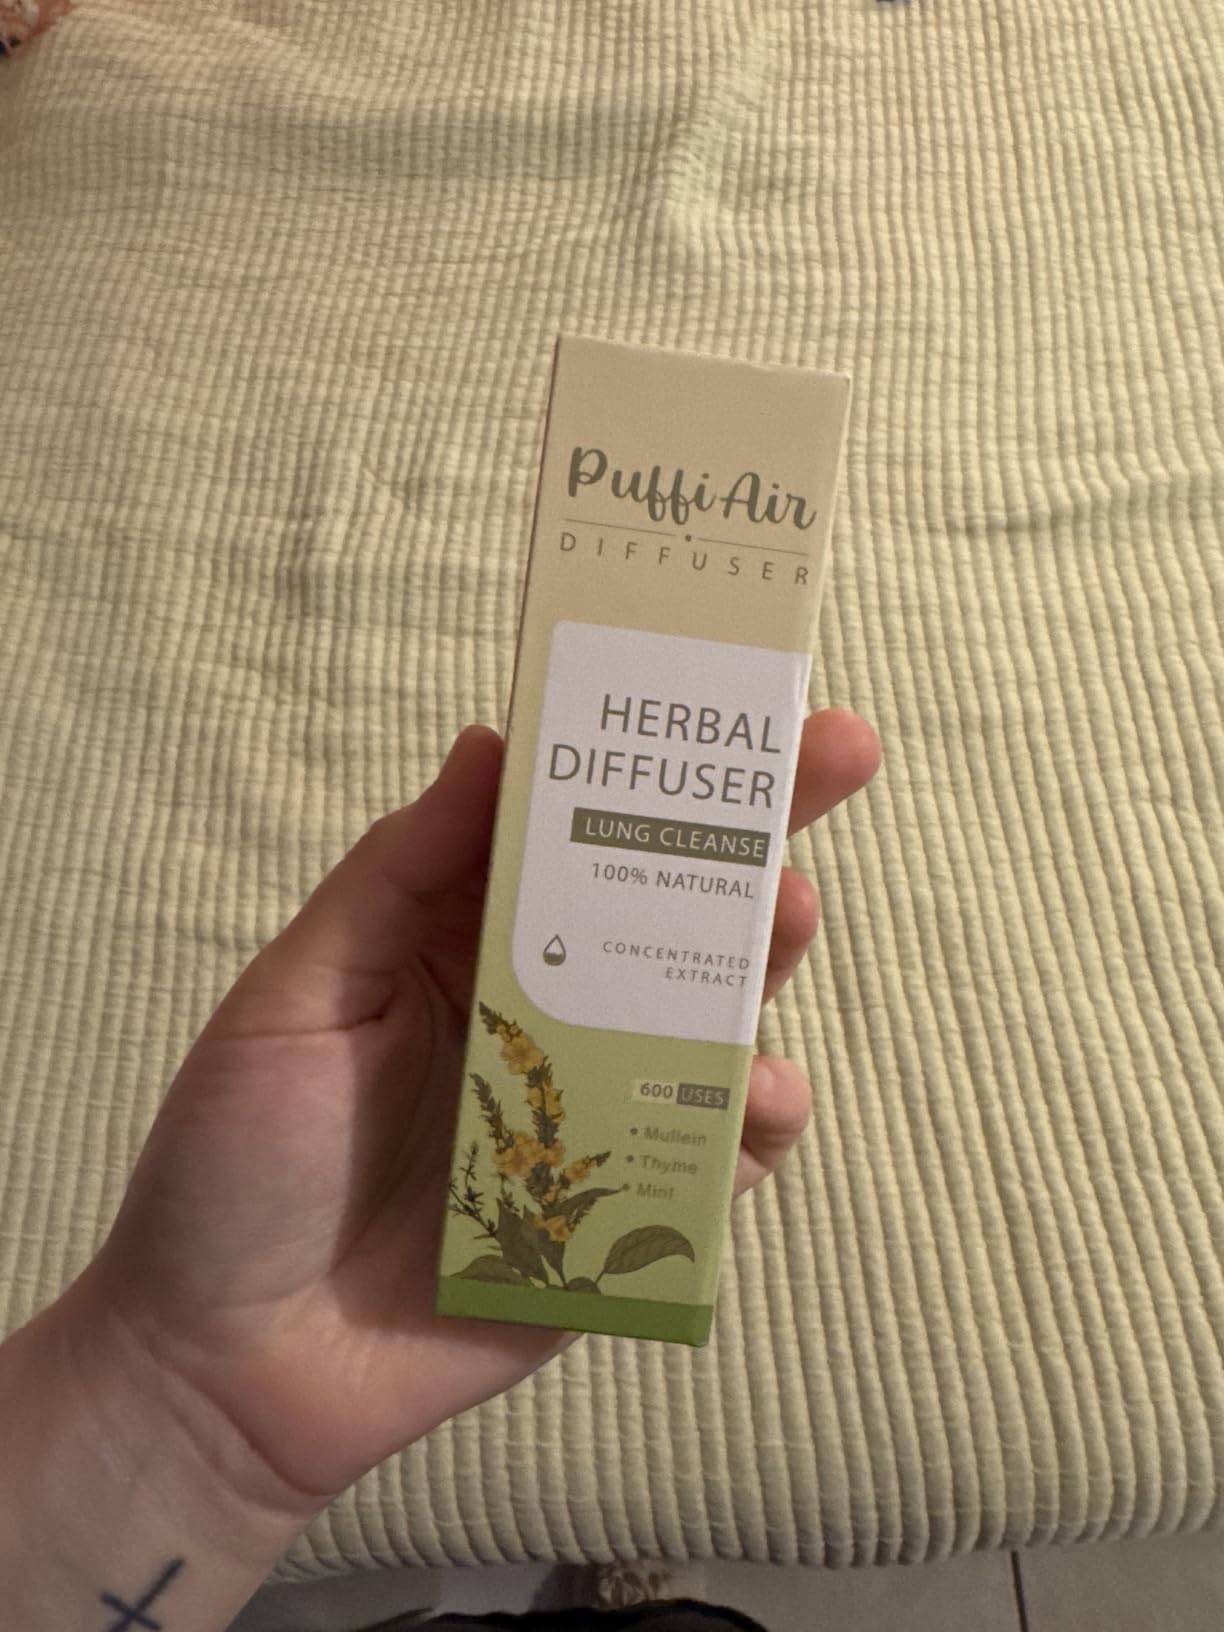 Puffi Air
DIFFUSER
HERBAL
DIFFUSER
LUNG CLEANSE
100% NATURAL
CONCENTRATED
EXTRACT
600 USES
• Mullein
• Thyme
• Mint